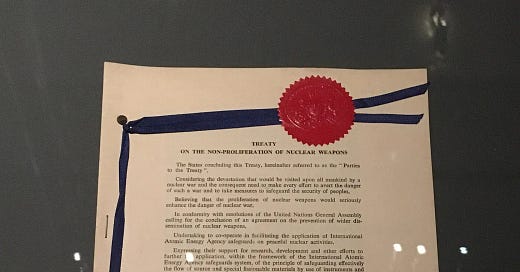 TREATY
ON THE NON-PROLIFERATION OF NUCLEAR WEAPONS
The States concluding this Treaty, hereinafter referred to as the " Parties
to the Treaty ",
Considering the devastation that would be visited upon all mankind by a
nuclear war and the consequent need to make every effort to avert the danger
of such a war and to take measures to safeguard the security of peoples,
Believing that the proliferation of nuclear weapons would seriously
enhance the danger of nuclear war,
In conformity with resolutions of the United Nations General Assembly
calling for the conclusion of an agreement on the prevention of wider dis-
semination of nuclear weapons,
Undertaking to co-operate in facilitating the application of International
Atomic Energy Agency safeguards on peaceful nuclear activities,
Expressing their support for research, development and other efforts to
further application, within the framework of the International Atomic
Energy Agency safeguards system, of the principle of safeguarding effectively
the flow of source and special fissionable materials by use of instruments and